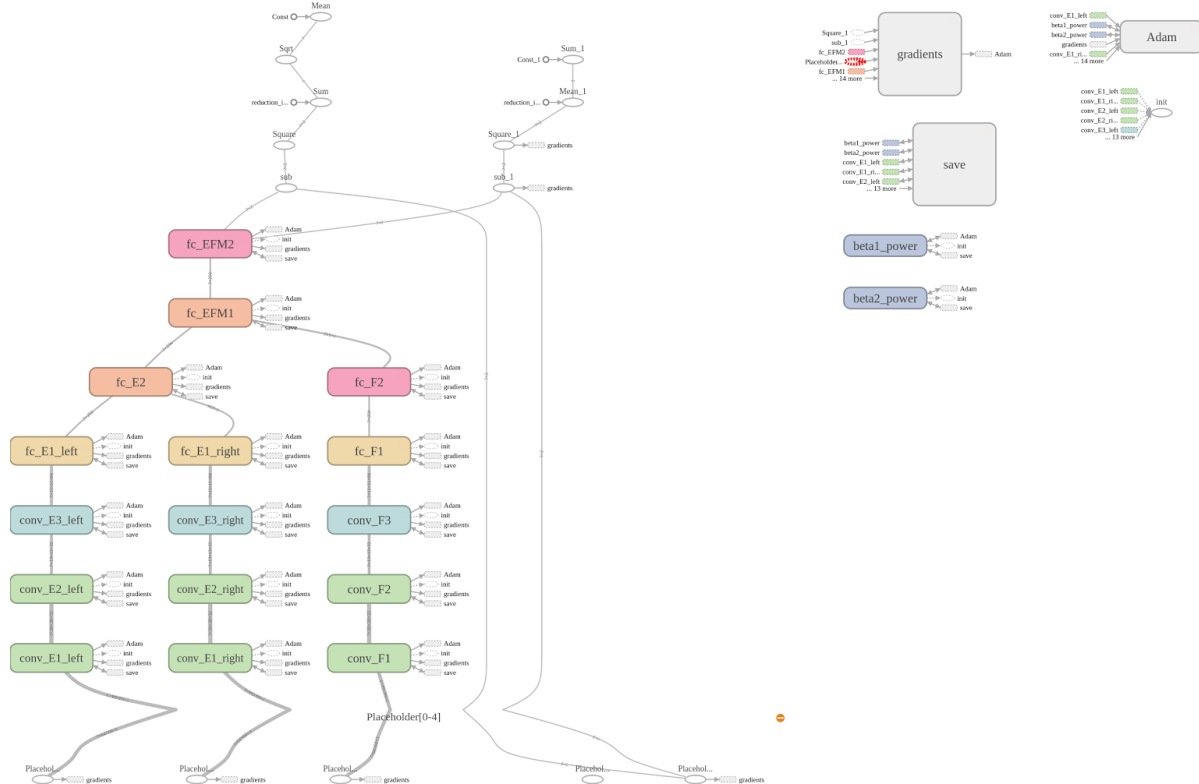 Mean
Const
Sqrt
Sum
reduction_i...
Square
sub
Sum_1
Const_1
Mean_1
reduction_i...
Square_1
gradients
sub_1
gradients
fc_EFM2
Adam
init
gradients
save
fc_EFM1
Adam
init
gradients
save
fc_E2
Adam
init
gradients
save
fc_F2
Adam
init
gradients
save
c_E1_left
Adam
init
gradients
save
_E1_right
Adam
init
gradients
save
fc_F1
Adam
init
gradients
save
conv_E3_left
Adam
init
gradients
save
conv_E3_right
Adam
init
gradients
save
conv_F3
Adam
init
gradients
save
conv_E2_left
Adam
init
gradients
save
conv_E2_right
Adam
init
gradients
save
conv_F2
Adam
init
gradients
save
conv_E1_left
Adam
init
gradients
save
conv_E1_right
Adam
init
gradients
save
conv_F1
Adam
init
gradients
save
Placeholder[0-4]
Placehol...
gradients
Placehol...
gradients
Placehol...
gradients
Placehol...
Placehol...
gradients
Square_1
sub_1
fc_EFM2
Placeholder...
fc_EFM1
... 14 more
gradients
Adam
conv_E1_left
beta1_power
beta2_power
gradients
conv_E1_ri...
... 14 more
Adam
conv_E1_left
conv_E1_ri...
conv_E2_left
conv_E2_ri...
conv_E3_left
... 13 more
init
beta1_power
beta2_power
conv_E1_left
conv_E1_ri...
conv_E2_left
... 13 more
save
beta1_power
Adam
init
save
beta2_power
Adam
init
save